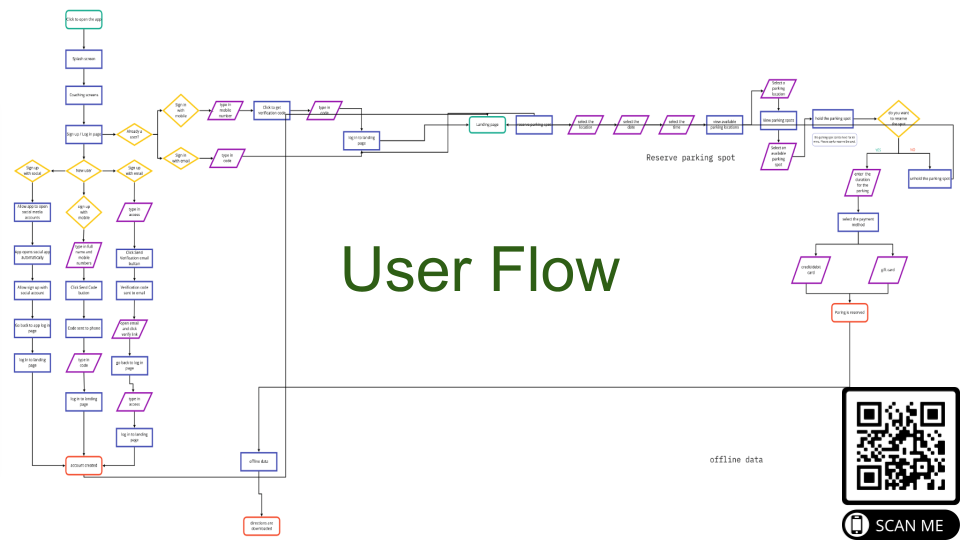 Click to open the app
Splash screen
Coaching screens
Sign up / Log in page
Already a user?
Sign in with mobile
type in mobile number
Click to get verification code
type in code
log in to landing page
Sign in with email
type in code
Sign up with social
New user
Sign up with email
sign up with mobile
Allow app to open social media accounts
App opens social app automatically
Allow sign up with social account
Go back to app log in page
log in to landing page
type in full name and mobile numbers
Click Send Code button
Code sent to phone
type in code
log in to landing page
type in access
Click Send Verification email button
Verification code sent to email
open email and click verify link
go back to log in page
type in access
log in to landing page
account created
Landing page
reserve parking spot
select the location
select the date
select the time
view available parking locations
Select a parking location
view parking spots
Select an available parking spot
hold the parking spot
do you want to reserve the spot
YES
NO
unhold the parking spot
enter the duration for the parking
select the payment method
credit/debit card
gift card
Paring is reserved
Reserve parking spot
User Flow
offline data
offline data
directions are downloaded
SCAN ME